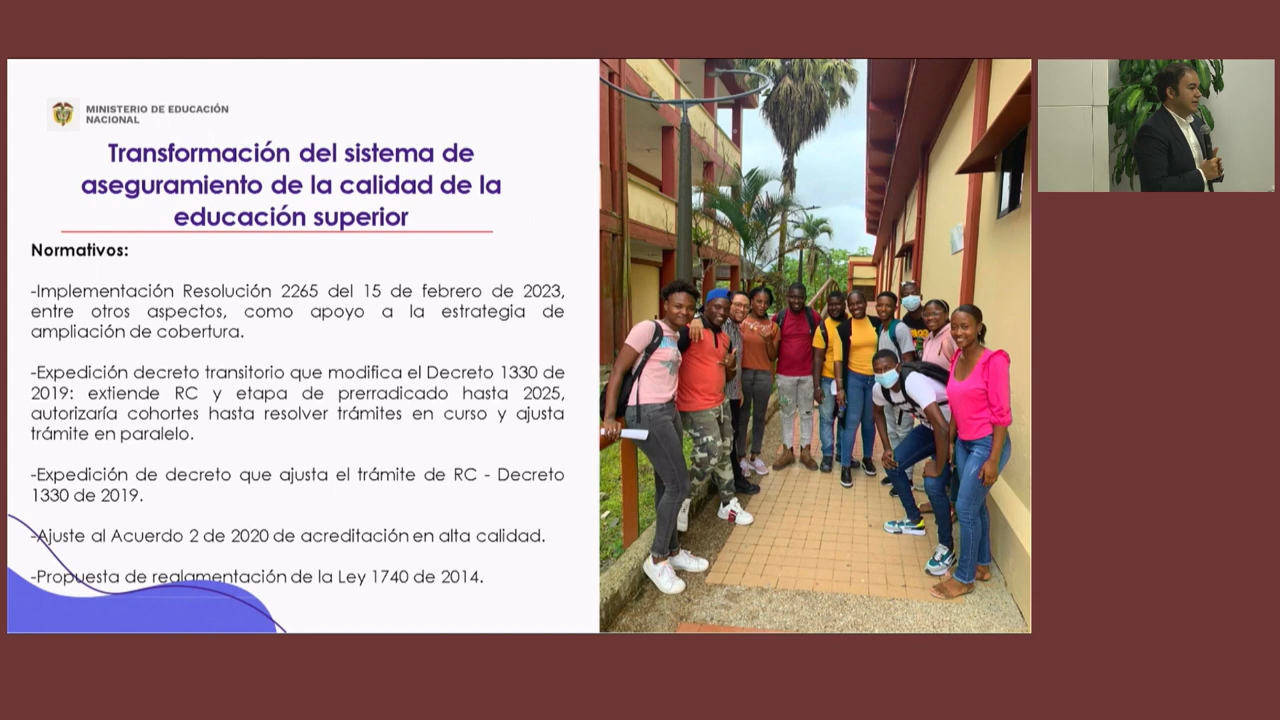 MINISTERIO DE EDUCACIÓN
NACIONAL
Transformación del sistema de
aseguramiento de la calidad de la
educación superior
Normativos:
-Implementación Resolución 2265 del 15 de febrero de 2023,
entre otros aspectos, como apoyo a la estrategia de
ampliación de cobertura.
-Expedición decreto transitorio que modifica el Decreto 1330 de
2019: extiende RC y etapa de prerradicado hasta 2025,
autorizaría cohortes hasta resolver trámites en curso y ajusta
trámite en paralelo.
-Expedición de decreto que ajusta el trámite de RC - Decreto
1330 de 2019.
-Ajuste al Acuerdo 2 de 2020 de acreditación en alta calidad.
-Propuesta de reglamentación de la Ley 1740 de 2014.